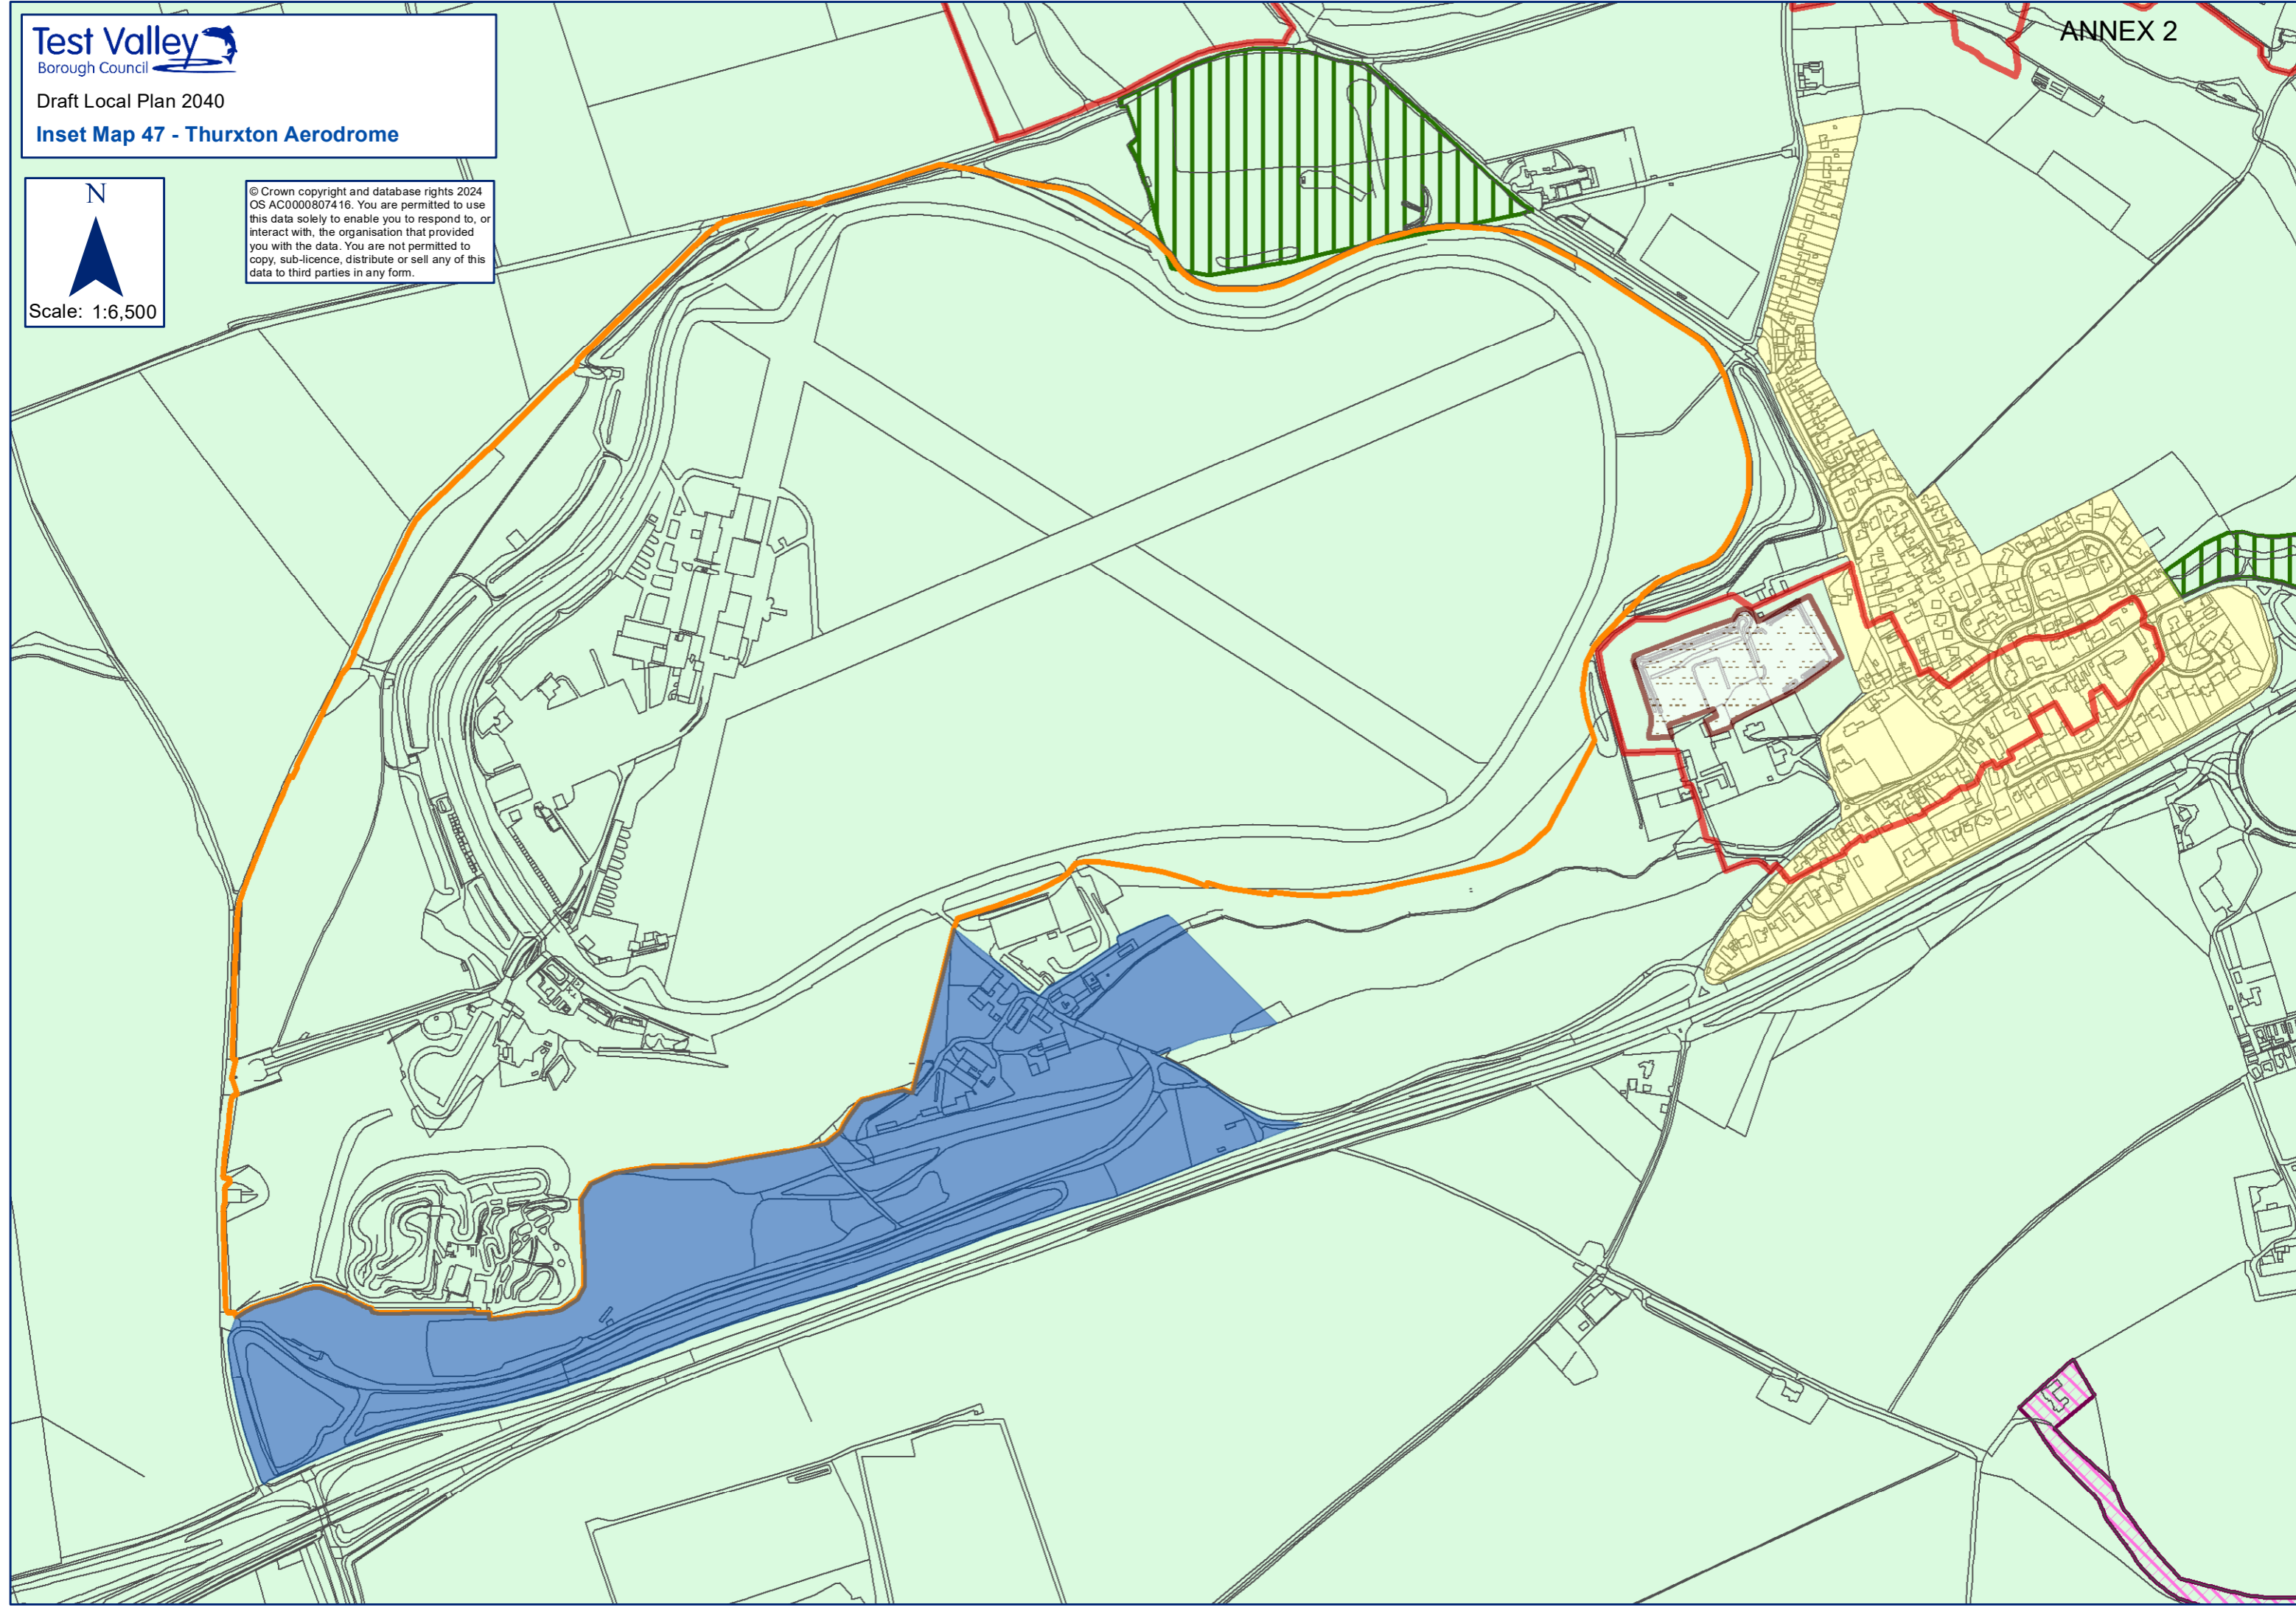 Test Valley
Borough Council
Draft Local Plan 2040
Inset Map 47 - Thurxton Aerodrome
N
Scale: 1:6,500
© Crown copyright and database rights 2024
OS AC0000807416. You are permitted to use
this data solely to enable you to respond to, or
interact with, the organisation that provided
you with the data. You are not permitted to
copy, sub-licence, distribute or sell any of this
data to third parties in any form.
ANNEX 2